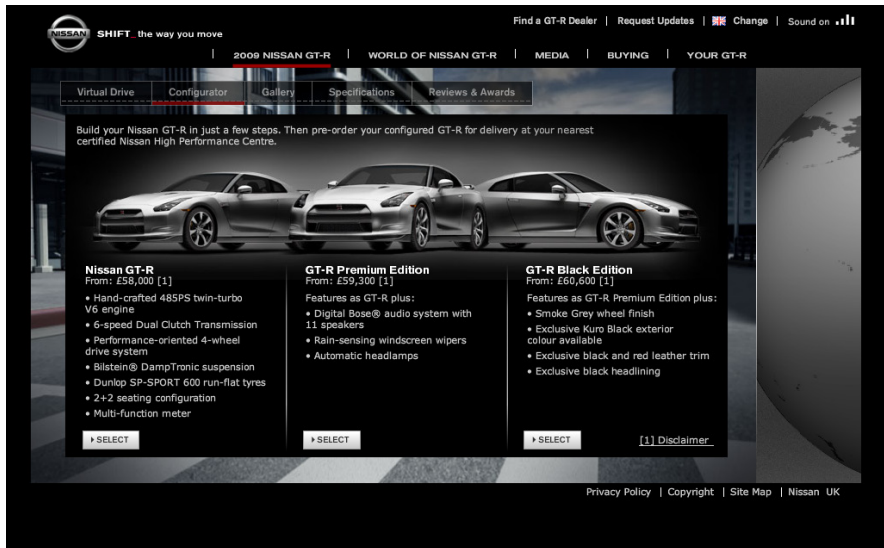 NISSAN
SHIFT_the way you move
Find a GT-R Dealer | Request Updates | Change | Sound on
2009 NISSAN GT-R | WORLD OF NISSAN GT-R | MEDIA | BUYING | YOUR GT-R
Virtual Drive Configurator Gallery Specifications Reviews & Awards
Build your Nissan GT-R in just a few steps. Then pre-order your configured GT-R for delivery at your nearest
certified Nissan High Performance Centre.
Nissan GT-R
From: £58,000 [1]
• Hand-crafted 485PS twin-turbo
V6 engine
• 6-speed Dual Clutch Transmission
• Performance-oriented 4-wheel
drive system
• Bilstein® DampTronic suspension
• Dunlop SP-SPORT 600 run-flat tyres
• 2+2 seating configuration
• Multi-function meter
SELECT
GT-R Premium Edition
From: £59,300 [1]
Features as GT-R plus:
• Digital Bose® audio system with
11 speakers
• Rain-sensing windscreen wipers
• Automatic headlamps
SELECT
GT-R Black Edition
From: £60,600 [1]
Features as GT-R Premium Edition plus:
• Smoke Grey wheel finish
• Exclusive Kuro Black exterior
colour available
• Exclusive black and red leather trim
• Exclusive black headlining
SELECT
[1] Disclaimer
Privacy Policy | Copyright | Site Map | Nissan UK